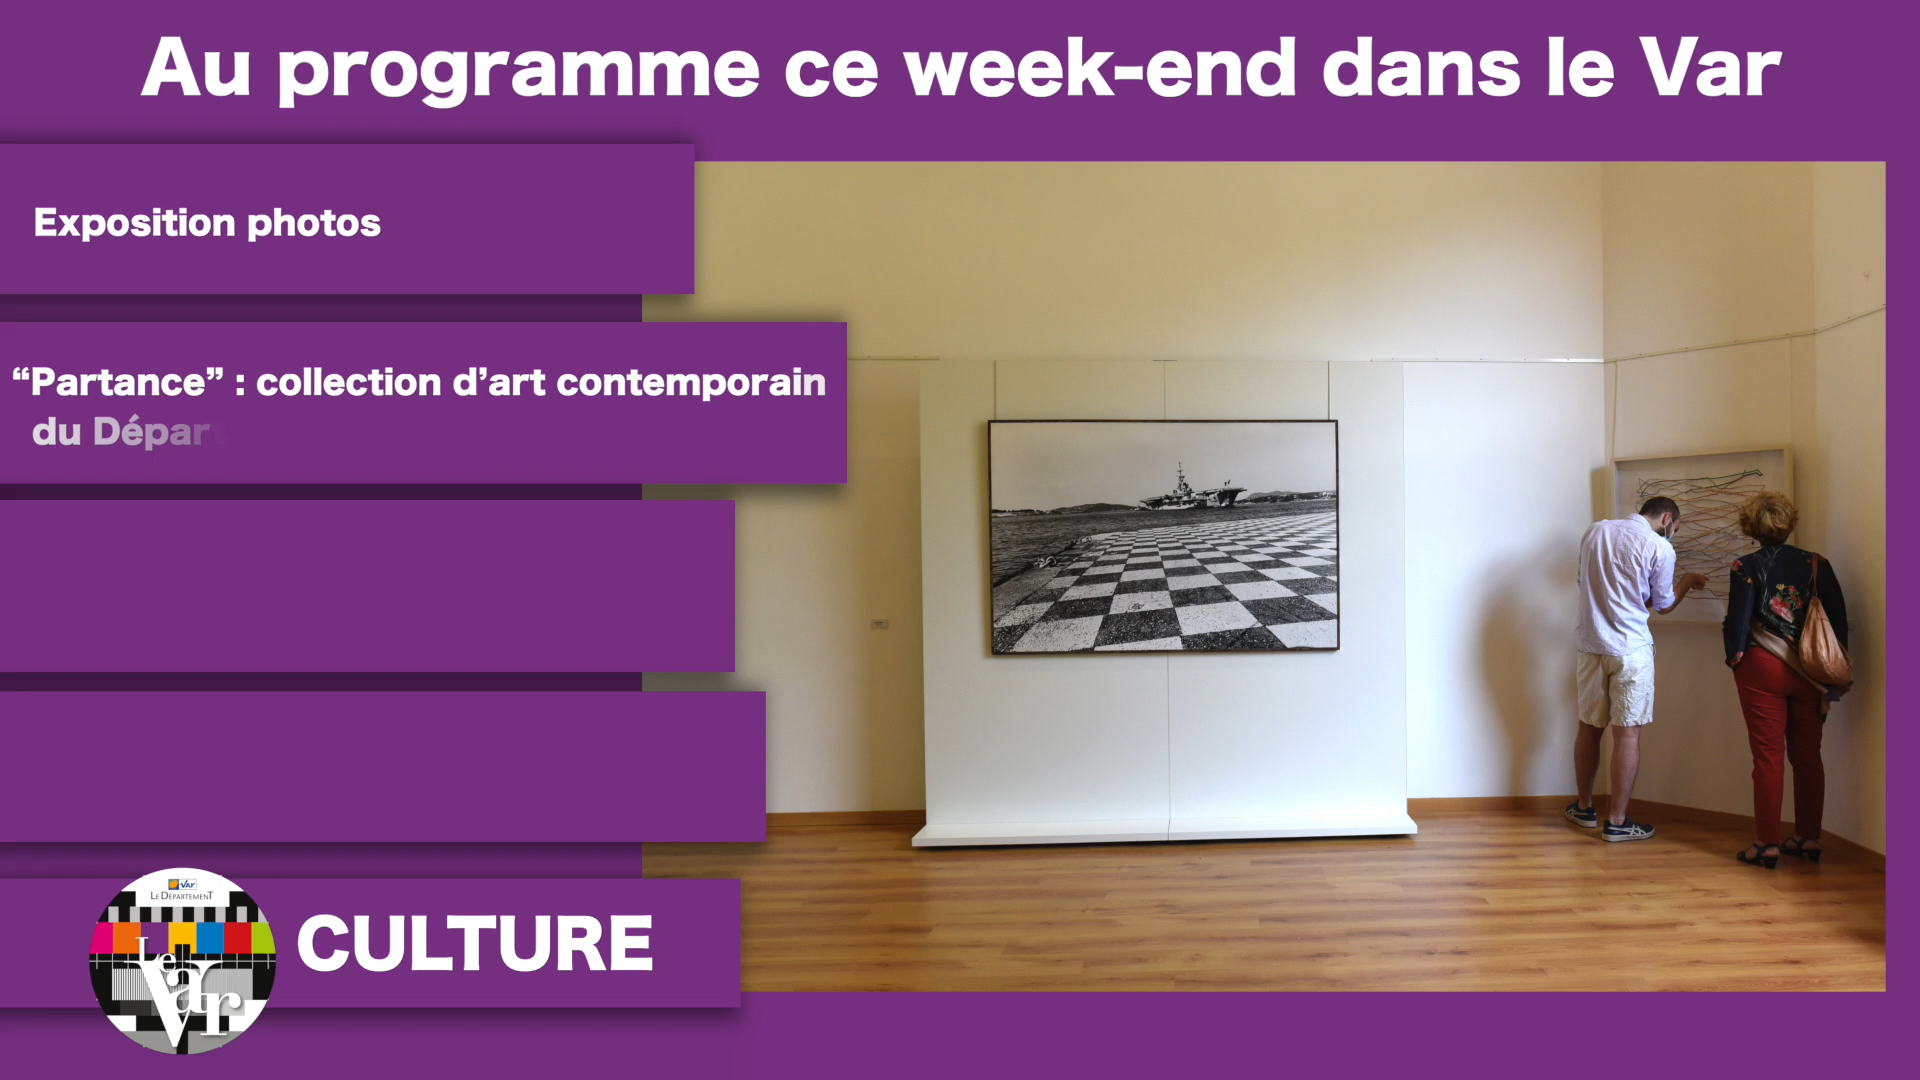 Au programme ce week-end dans le Var
Exposition photos
“Partance” : collection d’art contemporain
du Dépar
Var
LE DÉPARTEMENT
CULTURE
Le Var